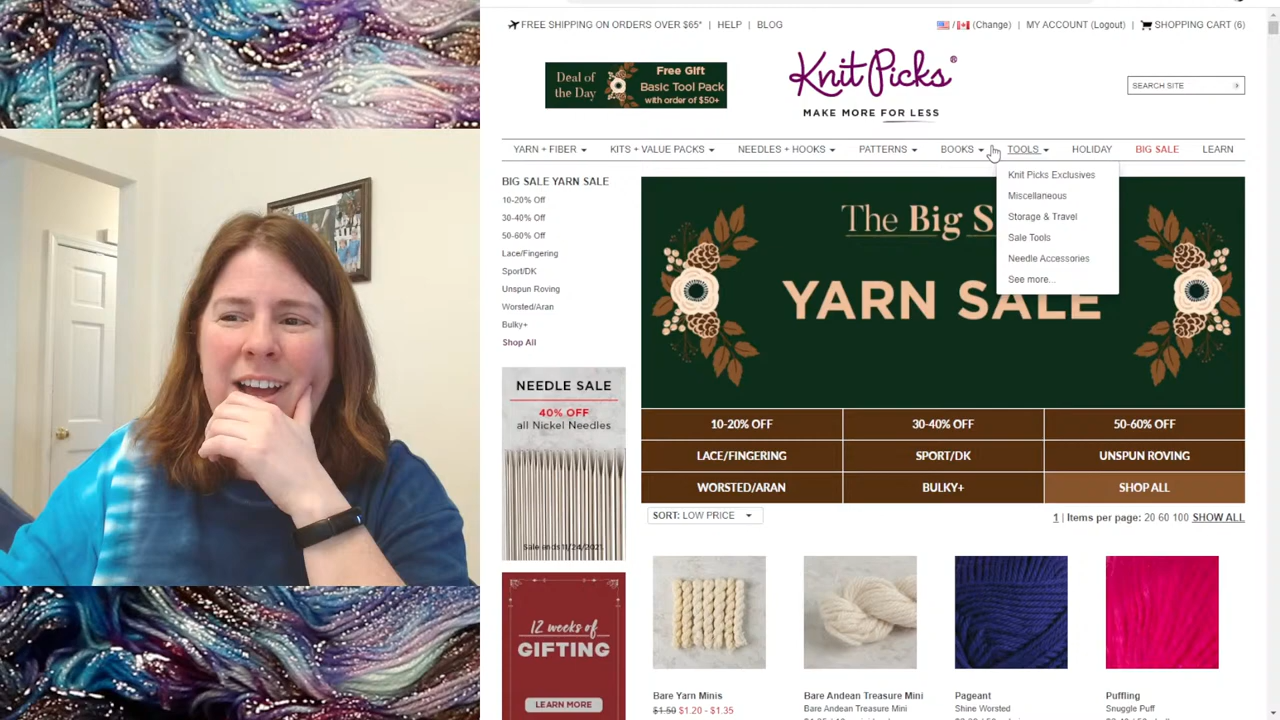 FREE SHIPPING ON ORDERS OVER $65* | HELP | BLOG
/ (Change) | MY ACCOUNT (Logout) | SHOPPING CART (6)
Deal of
the Day
Free Gift
Basic Tool Pack
with order of $50+
Knit Picks®
MAKE MORE FOR LESS
SEARCH SITE
YARN + FIBER KITS + VALUE PACKS NEEDLES + HOOKS PATTERNS BOOKS TOOLS HOLIDAY BIG SALE LEARN
Knit Picks Exclusives
Miscellaneous
Storage & Travel
Sale Tools
Needle Accessories
See more...
BIG SALE YARN SALE
10-20% Off
30-40% Off
50-60% Off
Lace/Fingering
Sport/DK
Unspun Roving
Worsted/Aran
Bulky+
Shop All
The Big S
YARN SALE
NEEDLE SALE
40% OFF
all Nickel Needles
Sale ends 11/24/2021
10-20% OFF 30-40% OFF 50-60% OFF
LACE/FINGERING SPORT/DK UNSPUN ROVING
WORSTED/ARAN BULKY+ SHOP ALL
SORT: LOW PRICE
1 | Items per page: 20 60 100 SHOW ALL
12 weeks of
GIFTING
LEARN MORE
Bare Yarn Minis
$1.50 $1.20 - $1.35
Bare Andean Treasure Mini
Bare Andean Treasure Mini
Pageant
Shine Worsted
Puffling
Snuggle Puff